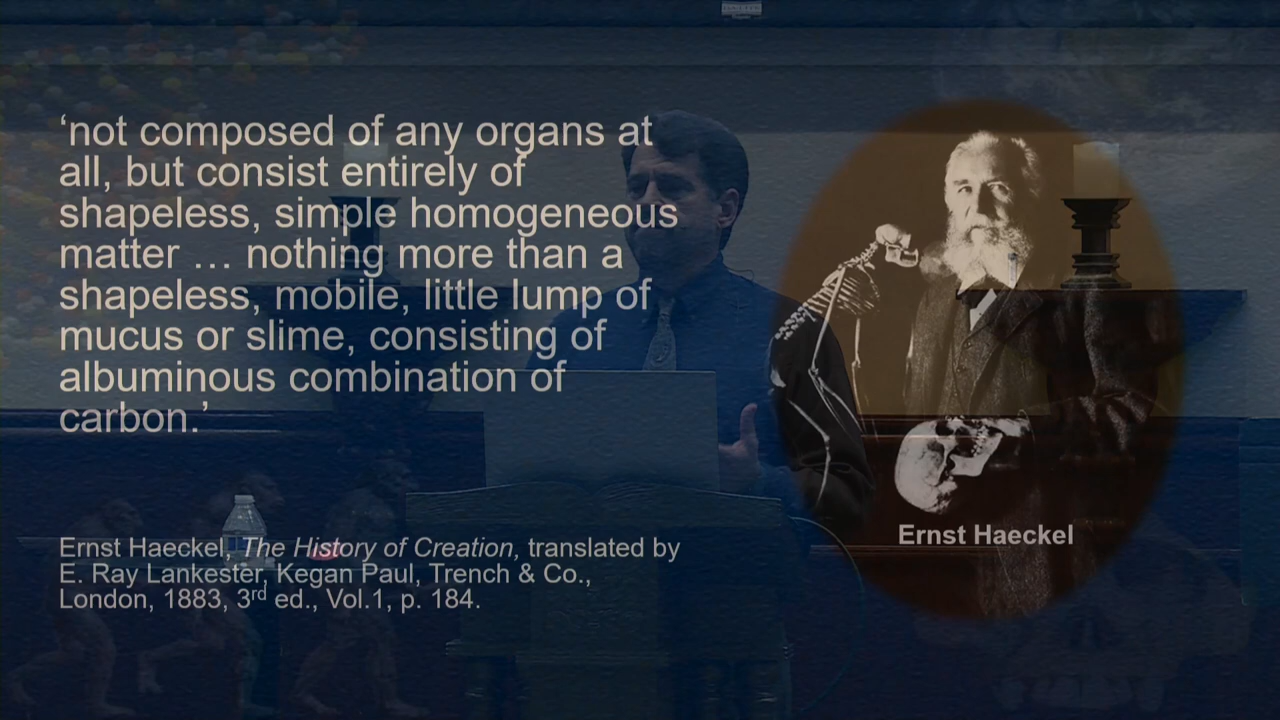 ‘not composed of any organs at
all, but consist entirely of
shapeless, simple homogeneous
matter … nothing more than a
shapeless, mobile, little lump of
mucus or slime, consisting of
albuminous combination of
carbon.’
Ernst Haeckel, The History of Creation, translated by
E. Ray Lankester, Kegan Paul, Trench & Co.,
London, 1883, 3rd ed., Vol.1, p. 184.
Ernst Haeckel